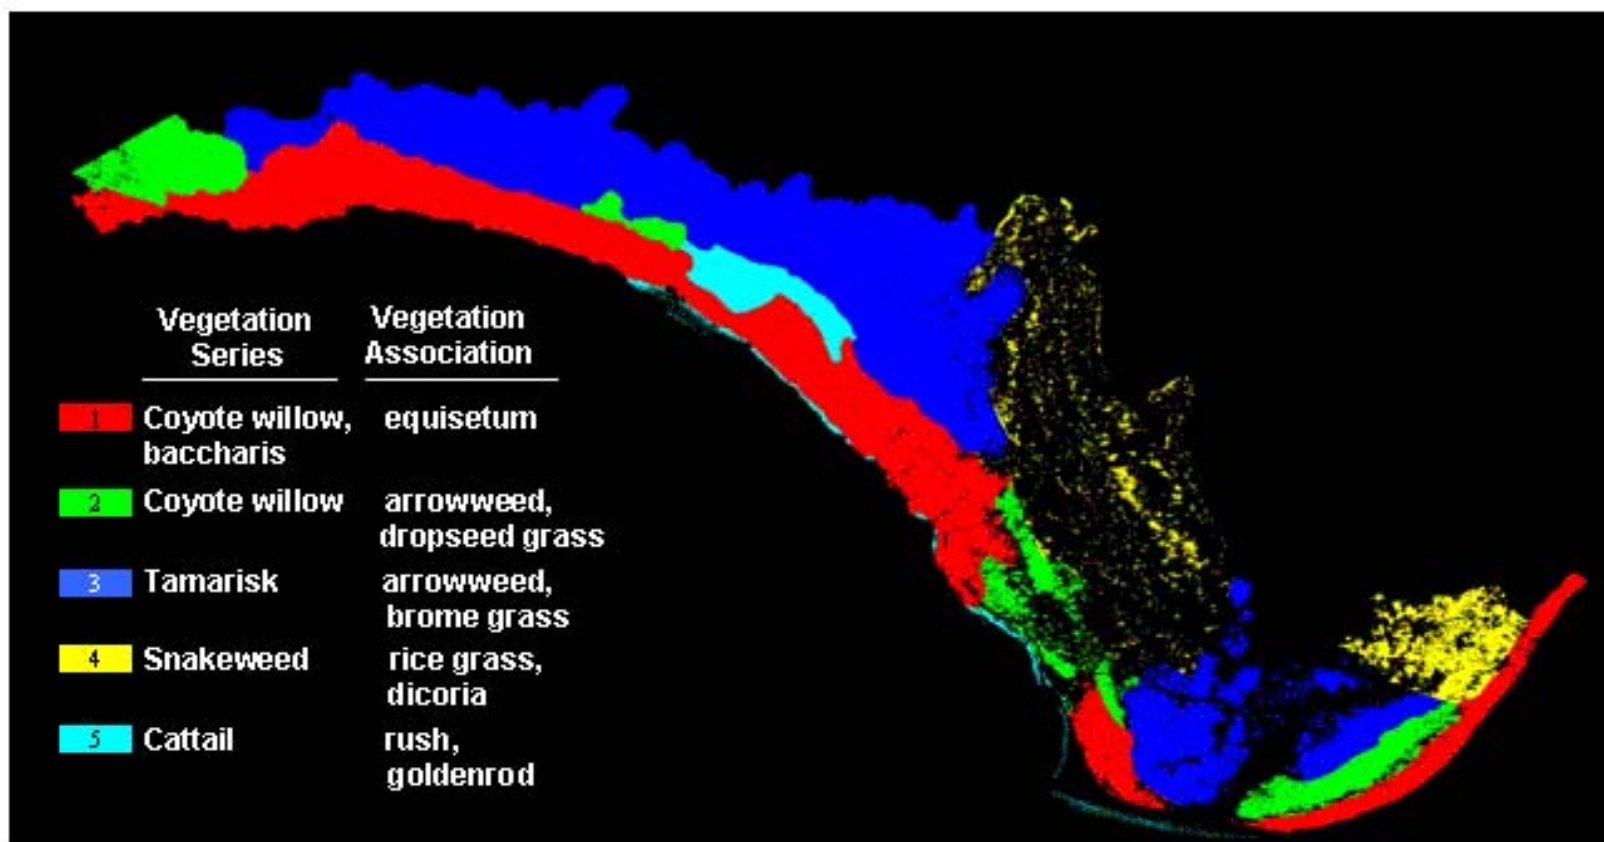 Vegetation Series
Vegetation Association
1 Coyote willow, baccharis
equisetum
2 Coyote willow
arrowweed, dropseed grass
3 Tamarisk
arrowweed, brome grass
4 Snakeweed
rice grass, dicoria
5 Cattail
rush, goldenrod